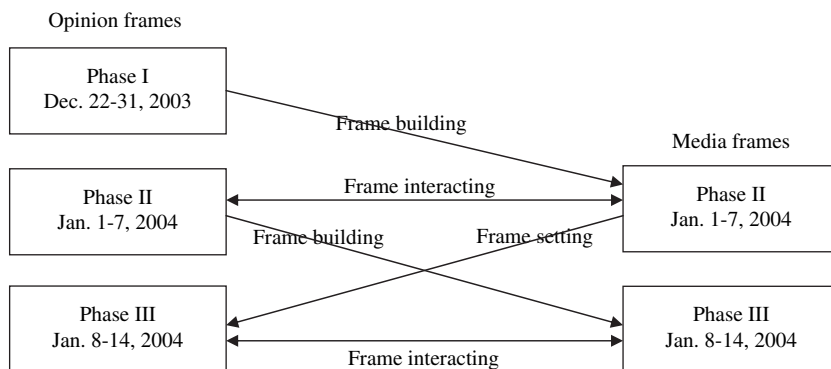 Opinion frames
Phase I
Dec. 22-31, 2003
Frame building
Media frames
Phase II
Jan. 1-7, 2004
Frame interacting
Phase II
Jan. 1-7, 2004
Frame building
Frame setting
Phase III
Jan. 8-14, 2004
Phase III
Jan. 8-14, 2004
Frame interacting